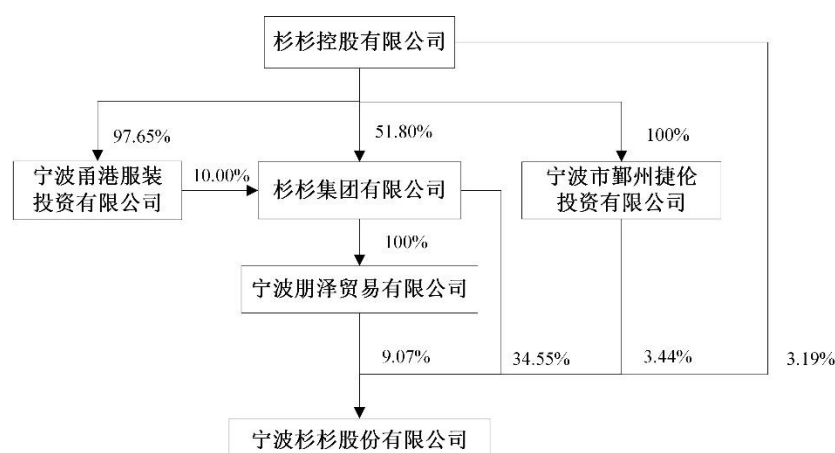 杉杉控股有限公司
97.65%
51.80%
100%
宁波甬港服装
投资有限公司
10.00%
杉杉集团有限公司
宁波市鄞州捷伦
投资有限公司
100%
宁波朋泽贸易有限公司
9.07%
34.55%
3.44%
3.19%
宁波杉杉股份有限公司